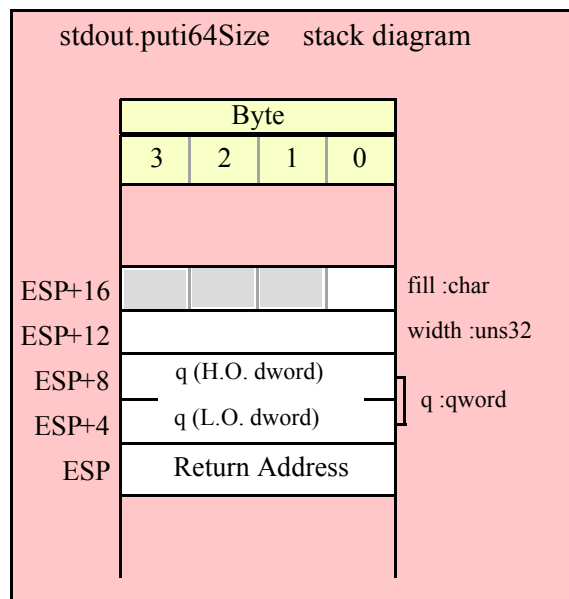 stdout.puti64Size stack diagram
Byte
3 2 1 0
ESP+16 fill :char
ESP+12 width :uns32
ESP+8 q (H.O. dword)
q :qword
ESP+4 q (L.O. dword)
ESP Return Address